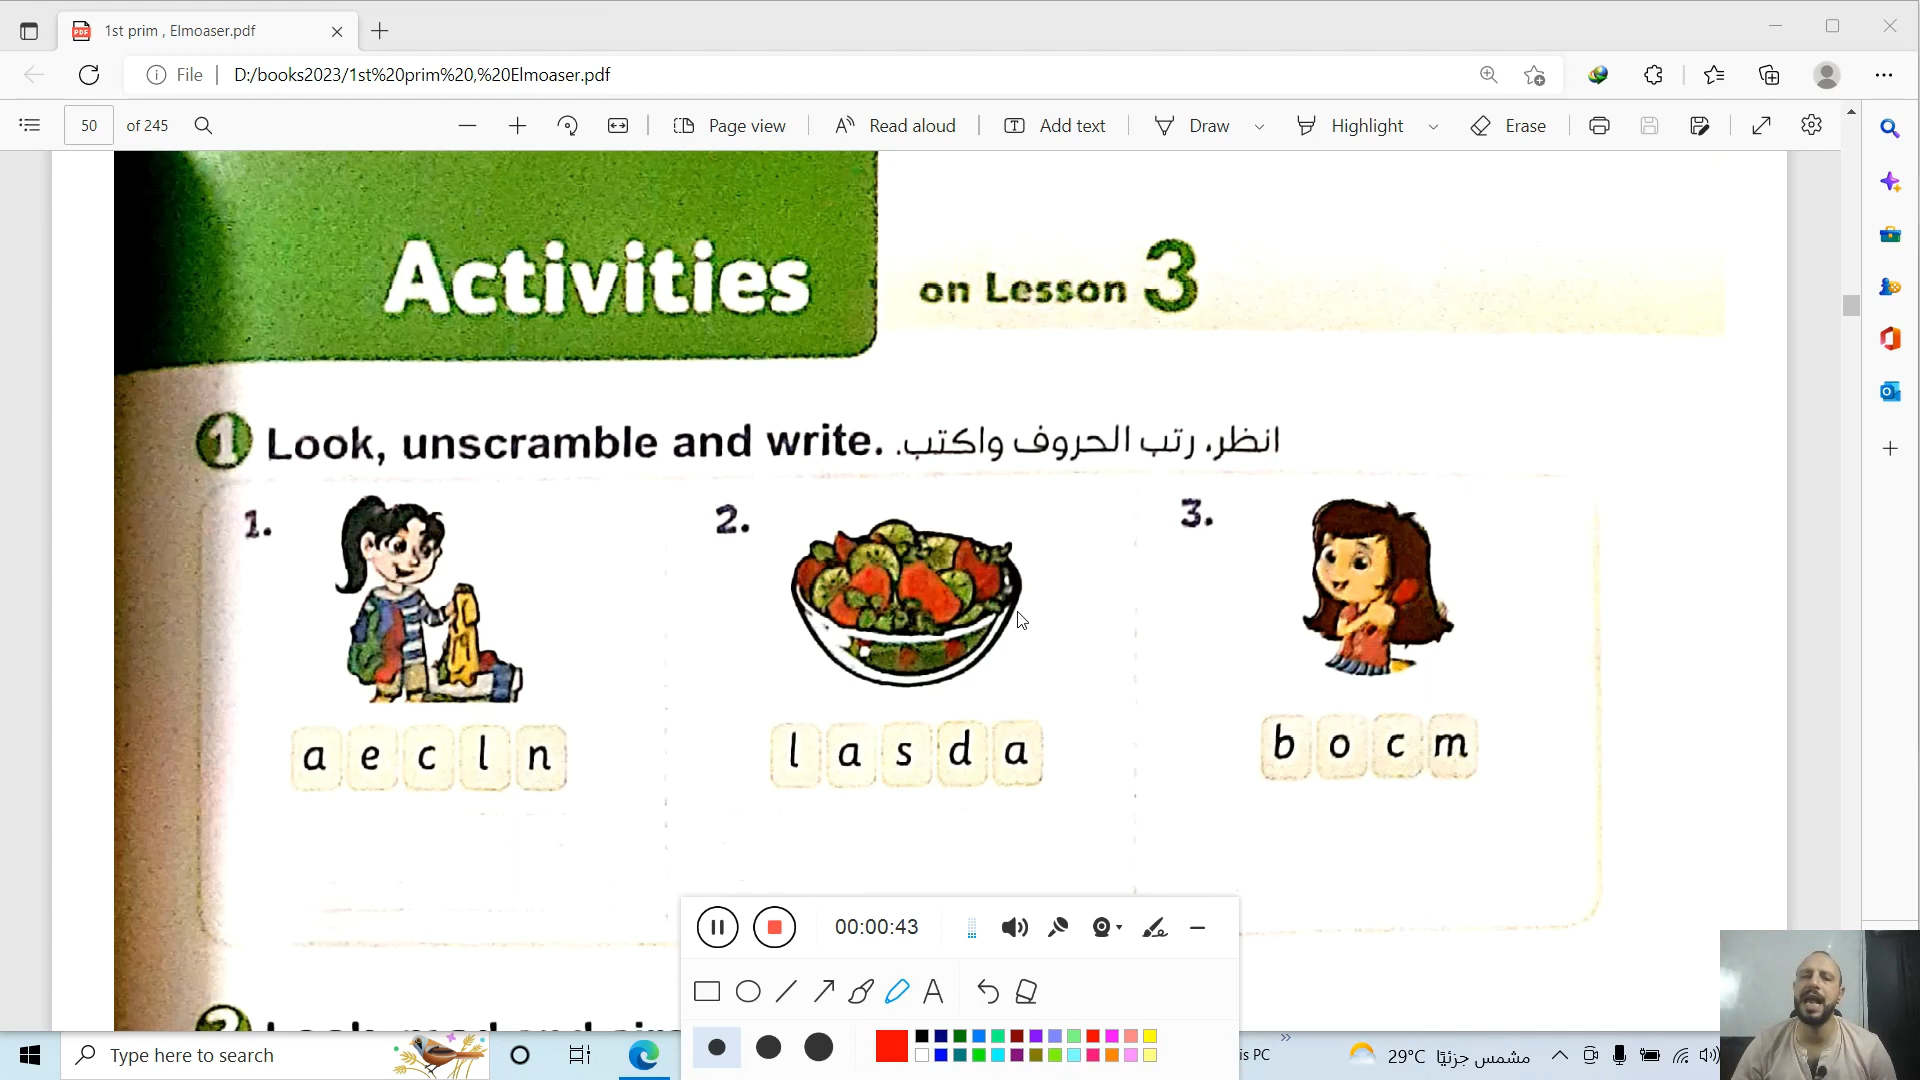 1st prim , Elmoaser.pdf
File
D:/books2023/1st%20prim%20,%20Elmoaser.pdf
50 of 245
Page view
Read aloud
Add text
Draw
Highlight
Erase
Activities on Lesson 3
1 Look, unscramble and write. انظر، رتب الحروف واكتب.
1.
2.
3.
a e c l n
l a s d a
b o c m
00:00:43
Type here to search
is PC
29°C مشمس جزئيًا